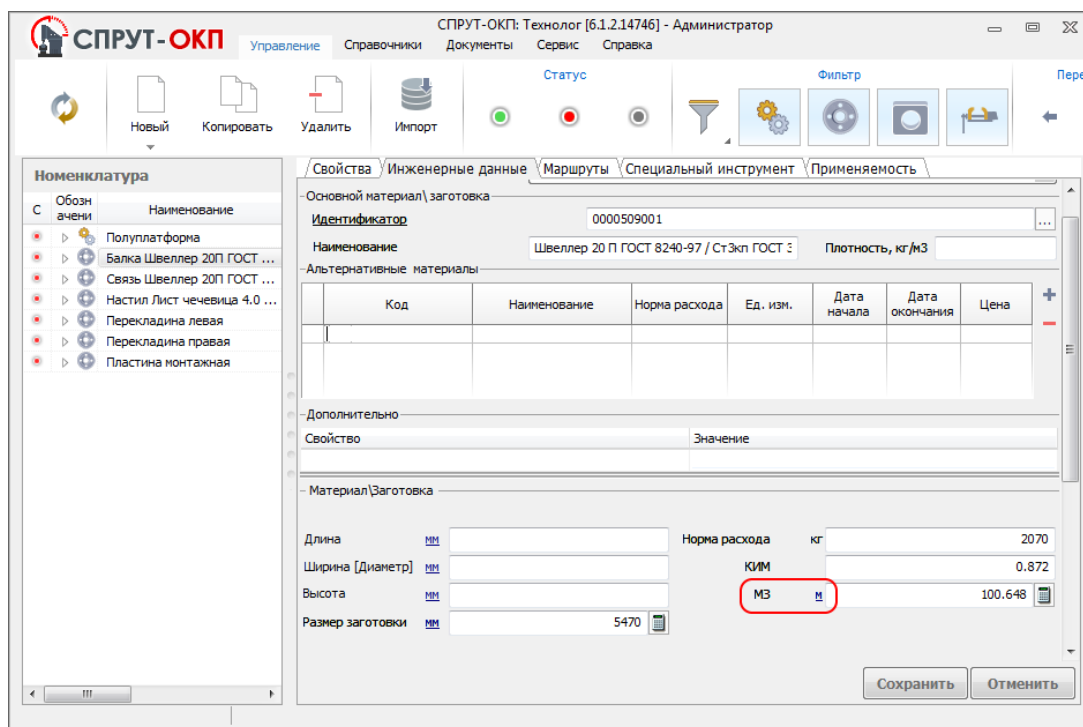 СПРУТ-ОКП: Технолог [6.1.2.14746] - Администратор
СПРУТ-ОКП
Управление Справочники Документы Сервис Справка
Статус Фильтр Пере
Новый Копировать Удалить Импорт
Номенклатура
Свойства Инженерные данные Маршруты Специальный инструмент Применяемость
С Обозн ачени Наименование
Полуплатформа
Балка Швеллер 20П ГОСТ ...
Связь Швеллер 20П ГОСТ ...
Настил Лист чечевица 4.0 ...
Перекладина левая
Перекладина правая
Пластина монтажная
Основной материал\заготовка
Идентификатор 0000509001 ...
Наименование Швеллер 20 П ГОСТ 8240-97 / Ст3кп ГОСТ Плотность, кг/м3
Альтернативные материалы
Код Наименование Норма расхода Ед. изм. Дата начала Дата окончания Цена
Дополнительно
Свойство Значение
Материал\Заготовка
Длина мм Норма расхода кг 2070
Ширина [Диаметр] мм КИМ 0.872
Высота мм МЗ м 100.648
Размер заготовки мм 5470
Сохранить Отменить